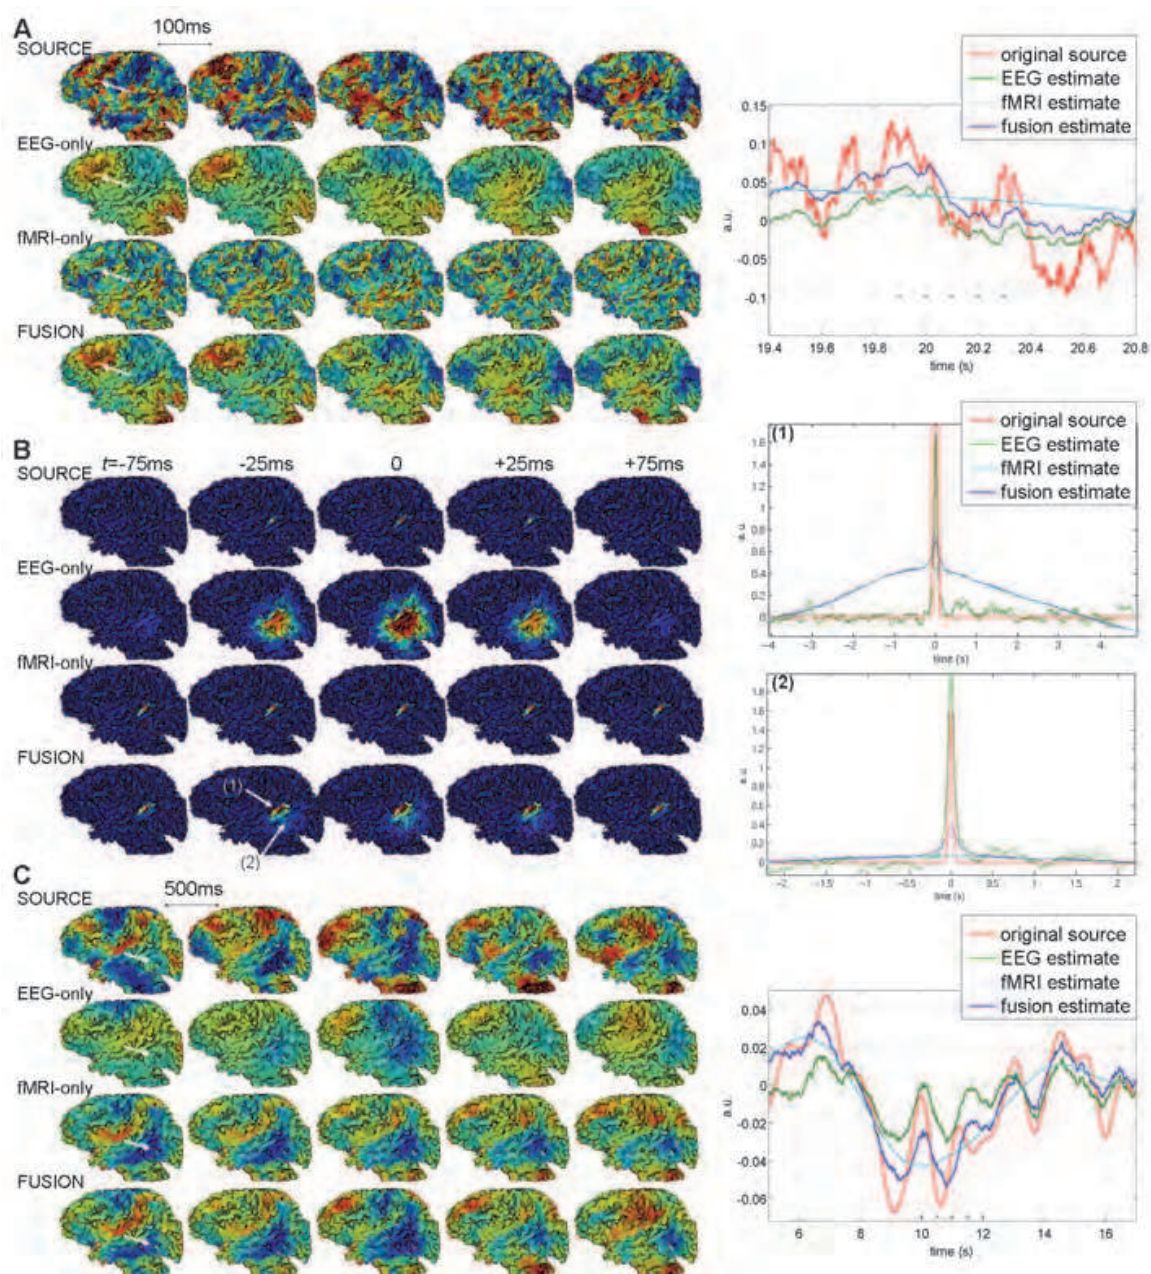 A
100ms
SOURCE
EEG-only
fMRI-only
FUSION
original source
EEG estimate
fMRI estimate
fusion estimate
0.15
0.1
0.05
0
-0.05
-0.1
a.u.
19.4 19.6 19.8 20 20.2 20.4 20.6 20.8
time (s)
B
t=-75ms -25ms 0 +25ms +75ms
SOURCE
EEG-only
fMRI-only
FUSION
(1)
(2)
(1)
original source
EEG estimate
fMRI estimate
fusion estimate
1.6
1.4
1.2
1
0.8
0.6
0.4
0.2
0
a.u.
-4 -3 -2 -1 0 1 2 3 4
time (s)
(2)
1.8
1.6
1.4
1.2
1
0.8
0.6
0.4
0.2
0
a.u.
-2 -1.5 -1 -0.5 0 0.5 1 1.5 2
time (s)
C
500ms
SOURCE
EEG-only
fMRI-only
FUSION
original source
EEG estimate
fMRI estimate
fusion estimate
0.04
0.02
0
-0.02
-0.04
-0.06
a.u.
6 8 10 12 14 16
time (s)